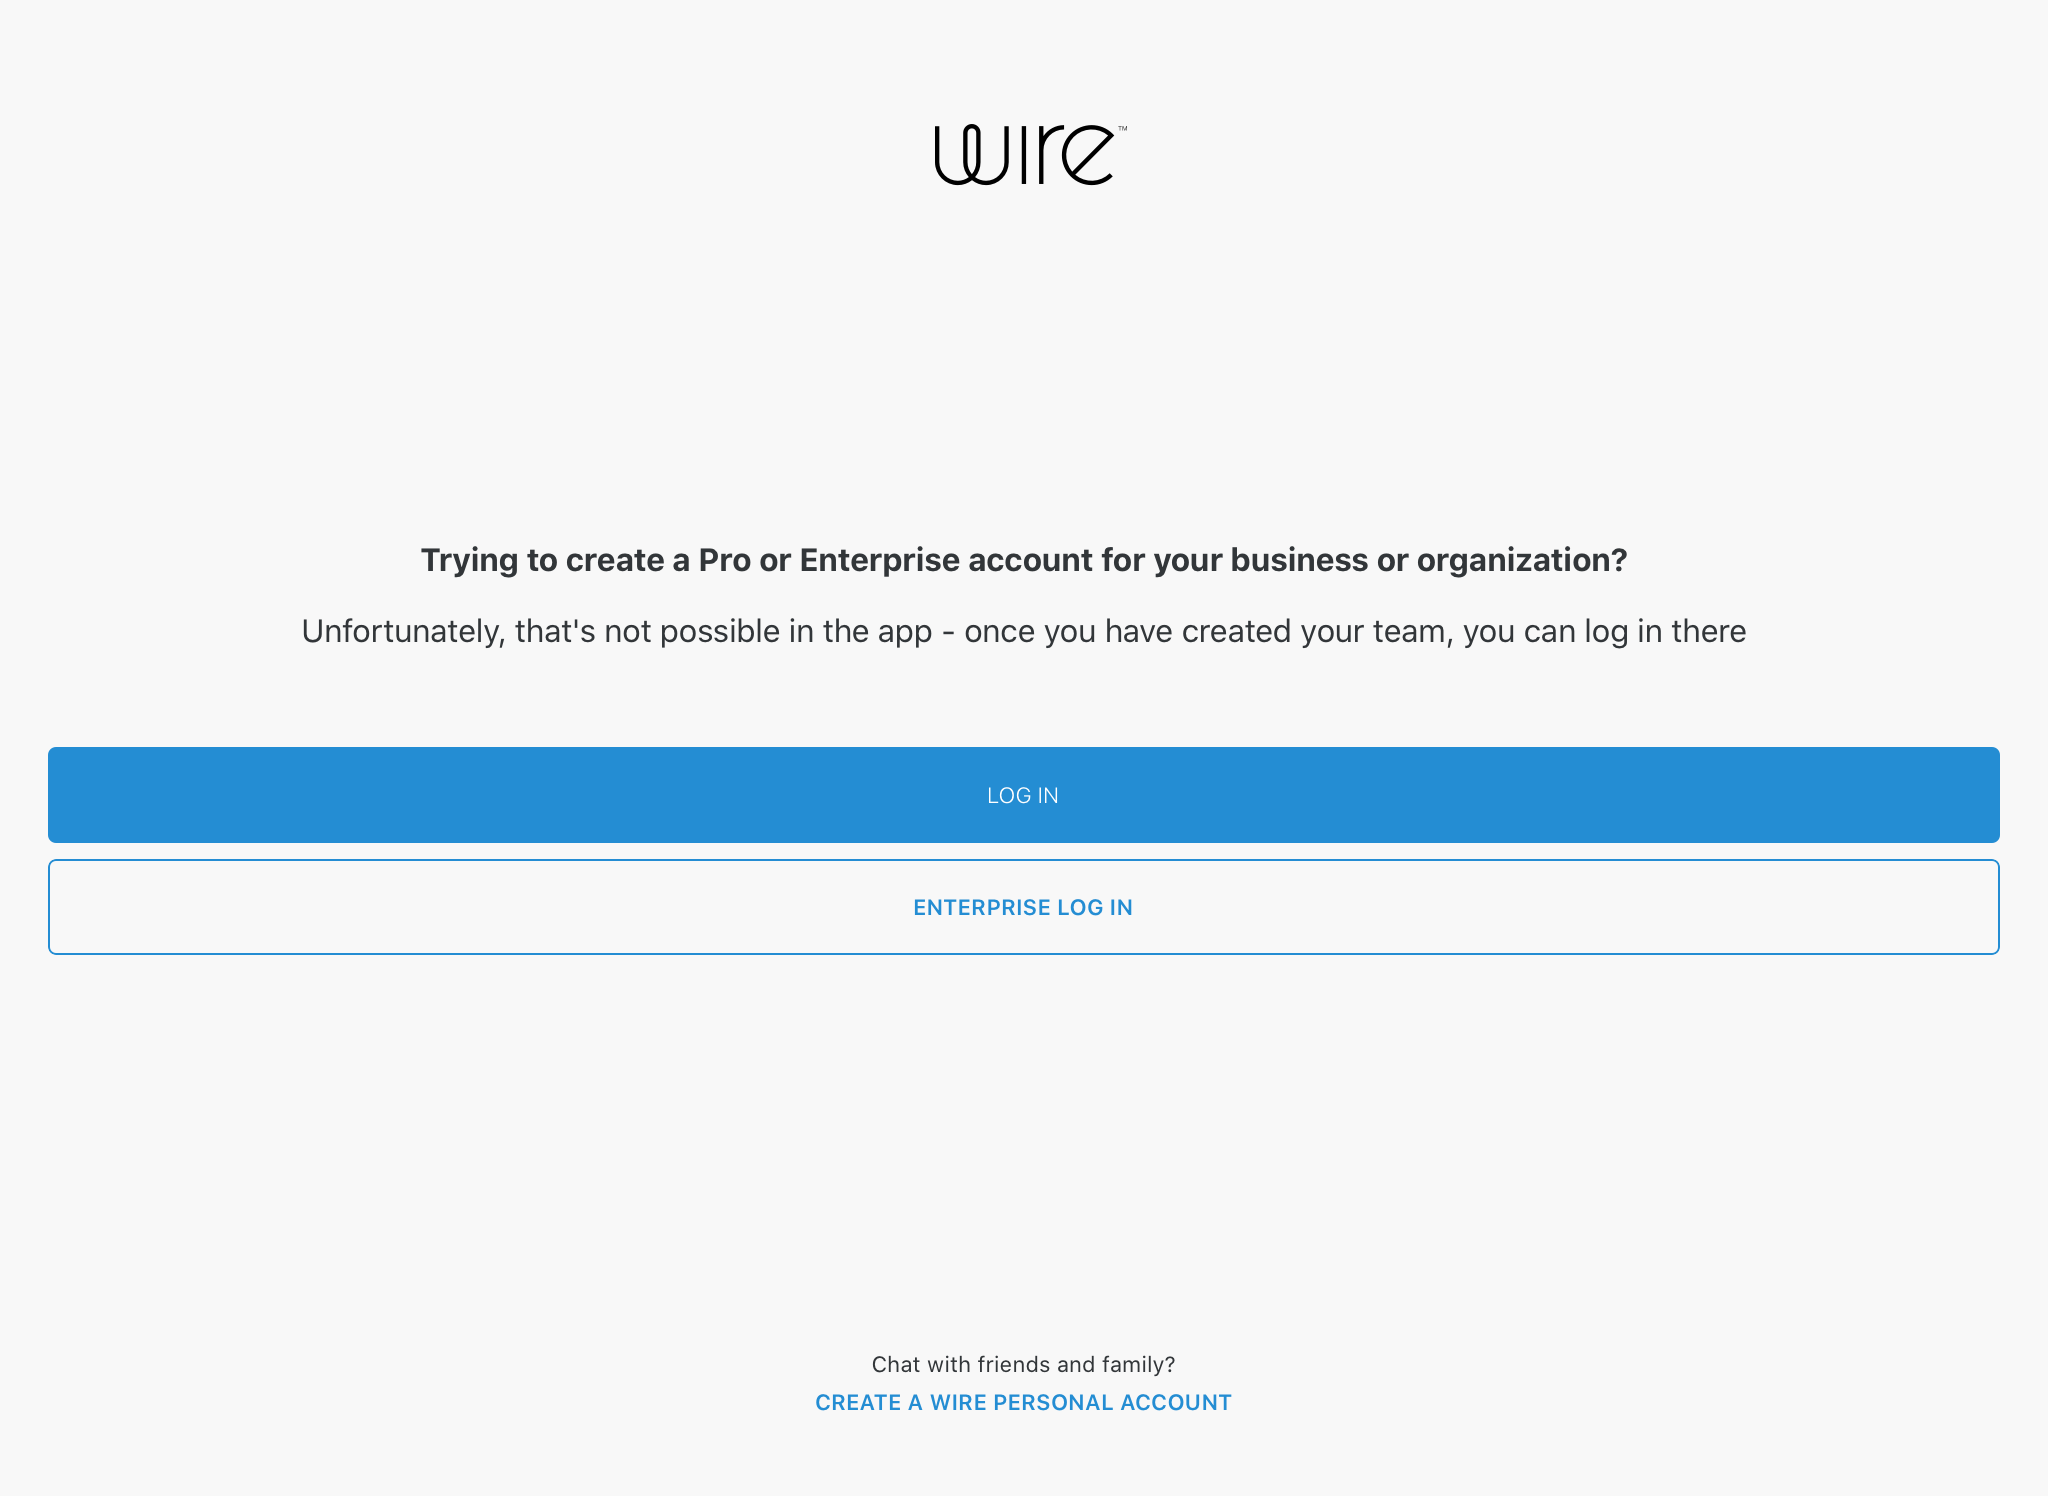 wire™
Trying to create a Pro or Enterprise account for your business or organization?
Unfortunately, that's not possible in the app - once you have created your team, you can log in there
LOG IN
ENTERPRISE LOG IN
Chat with friends and family?
CREATE A WIRE PERSONAL ACCOUNT